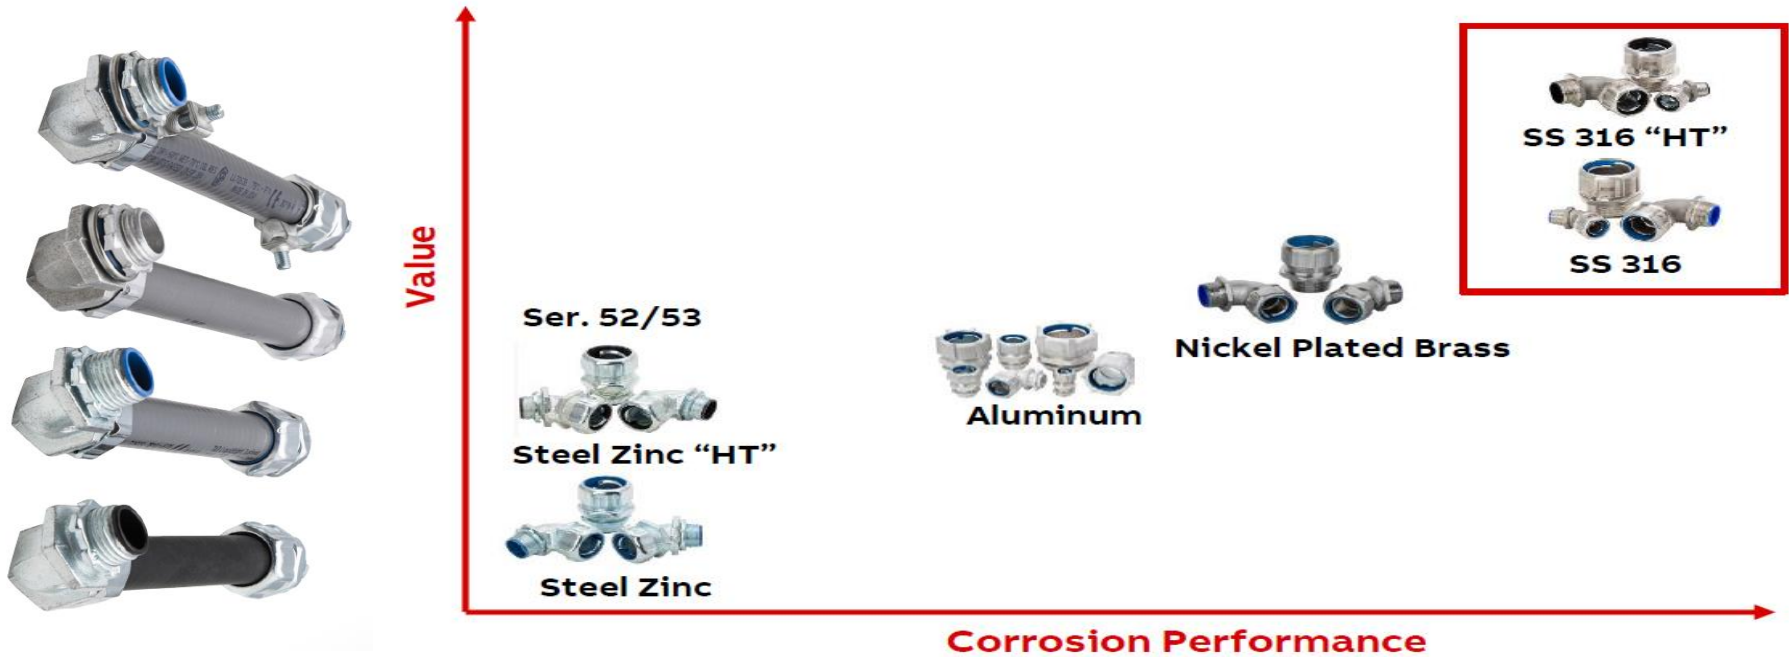 SS 316 “HT”
SS 316
Value
Ser. 52/53
Nickel Plated Brass
Aluminum
Steel Zinc “HT”
Steel Zinc
Corrosion Performance